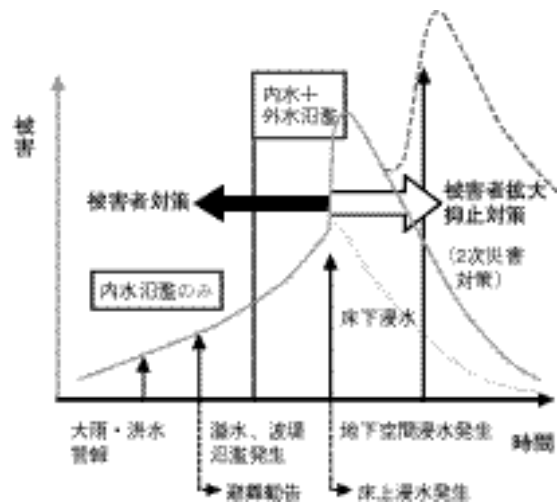 内水＋
外水氾濫
被害
被害者対策
被害者拡大
抑止対策
（2次災害
対策）
内水氾濫のみ
床下浸水
大雨・洪水
警報
溢水、破堤
氾濫発生
地下空間浸水発生
時間
避難勧告
床上浸水発生